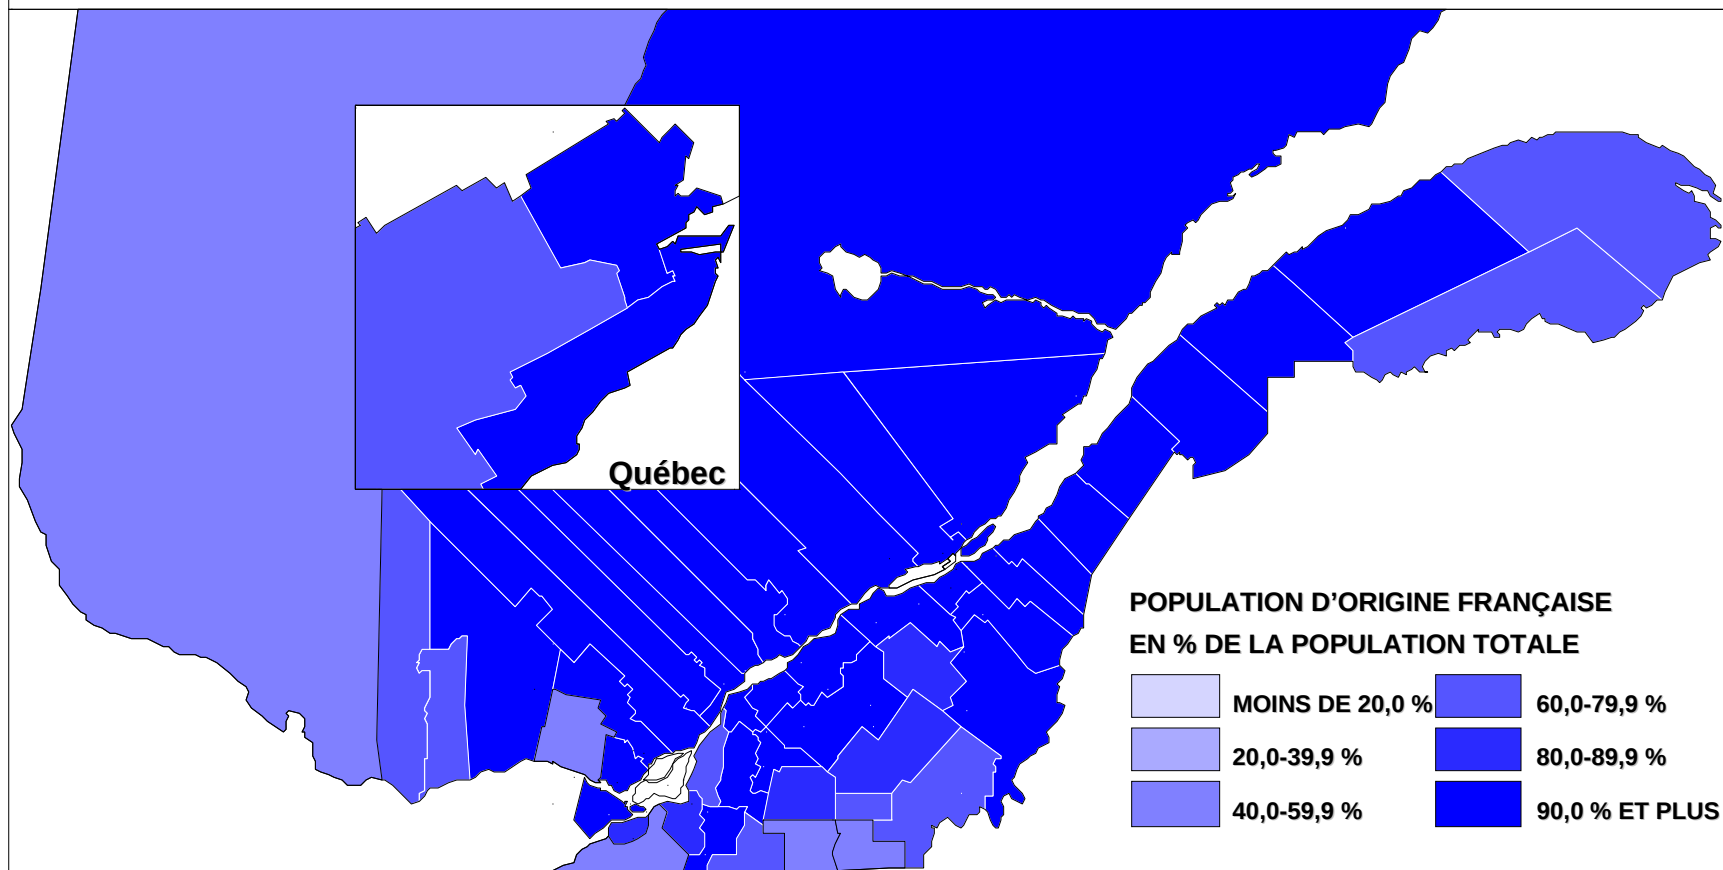 Québec
POPULATION D’ORIGINE FRANÇAISE
EN % DE LA POPULATION TOTALE
MOINS DE 20,0 %
60,0-79,9 %
20,0-39,9 %
80,0-89,9 %
40,0-59,9 %
90,0 % ET PLUS